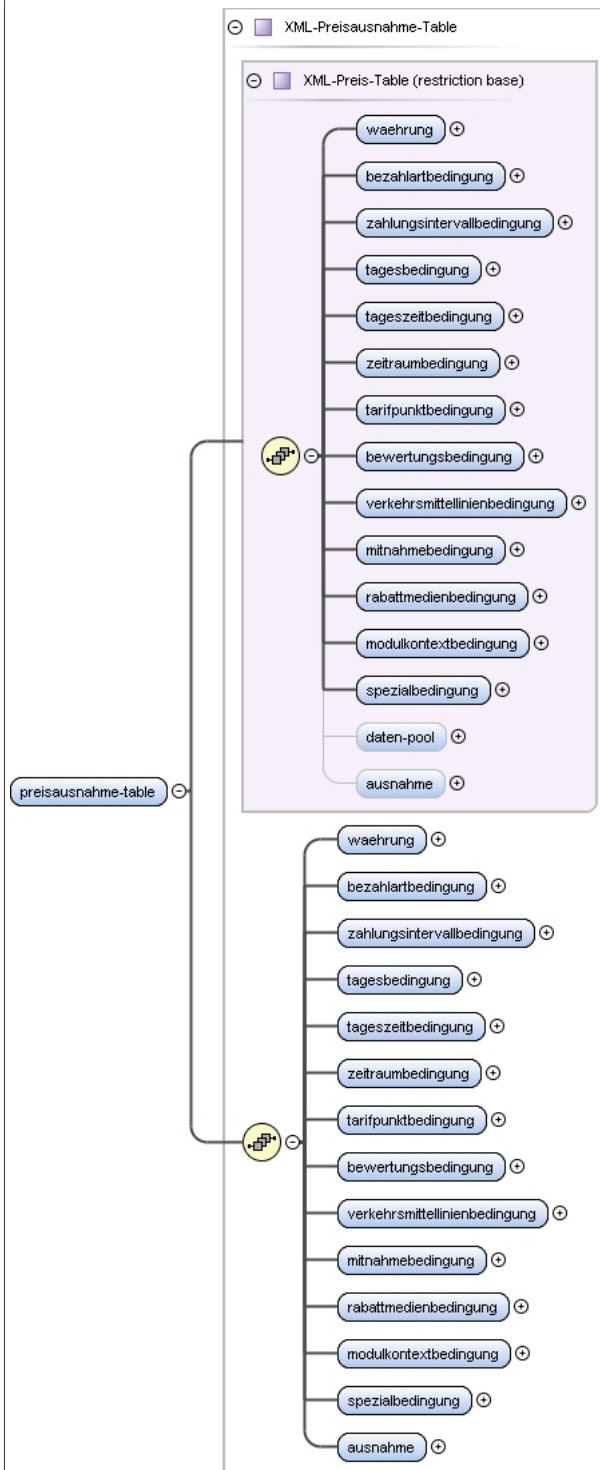 XML-Preisausnahme-Table
XML-Preis-Table (restriction base)
waehrung
bezahlartbedingung
zahlungsintervallbedingung
tagesbedingung
tageszeitbedingung
zeitraumbedingung
tarifpunktbedingung
bewertungsbedingung
verkehrsmittellinienbedingung
mitnahmebedingung
rabattmedienbedingung
modulkontextbedingung
spezialbedingung
daten-pool
ausnahme
preisausnahme-table
waehrung
bezahlartbedingung
zahlungsintervallbedingung
tagesbedingung
tageszeitbedingung
zeitraumbedingung
tarifpunktbedingung
bewertungsbedingung
verkehrsmittellinienbedingung
mitnahmebedingung
rabattmedienbedingung
modulkontextbedingung
spezialbedingung
ausnahme